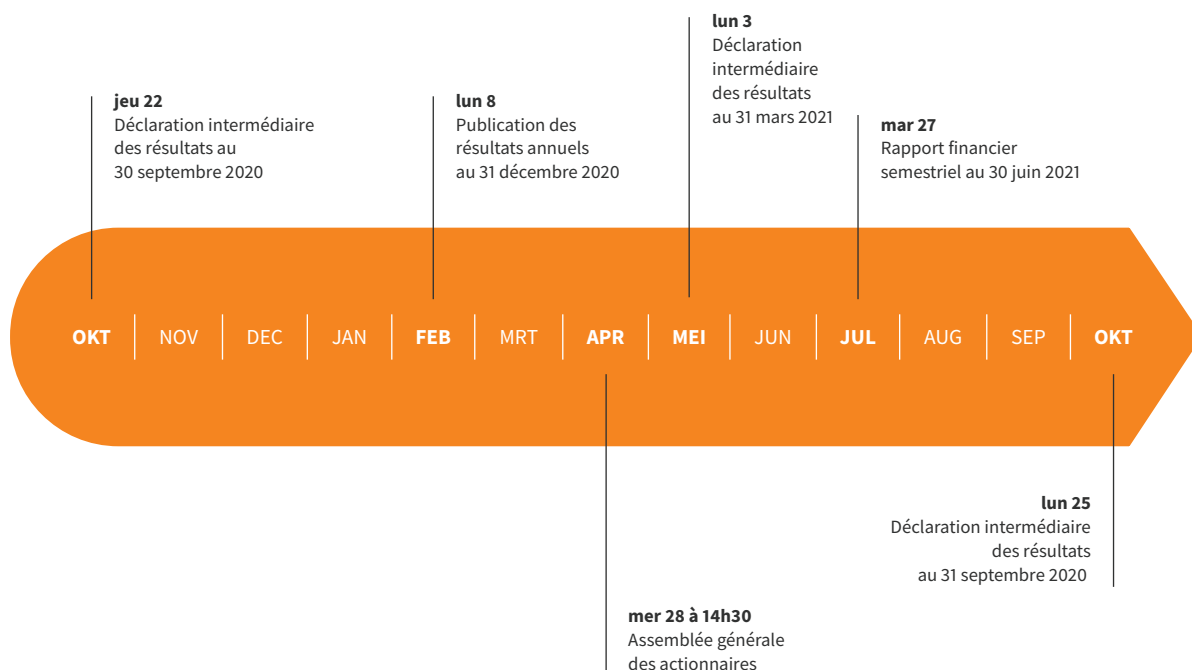 lun 3
Déclaration
intermédiaire
des résultats
au 31 mars 2021
jeu 22
Déclaration intermédiaire
des résultats au
30 septembre 2020
lun 8
Publication des
résultats annuels
au 31 décembre 2020
mar 27
Rapport financier
semestriel au 30 juin 2021
OKT NOV DEC JAN FEB MRT APR MEI JUN JUL AUG SEP OKT
lun 25
Déclaration intermédiaire
des résultats
au 31 septembre 2020
mer 28 à 14h30
Assemblée générale
des actionnaires